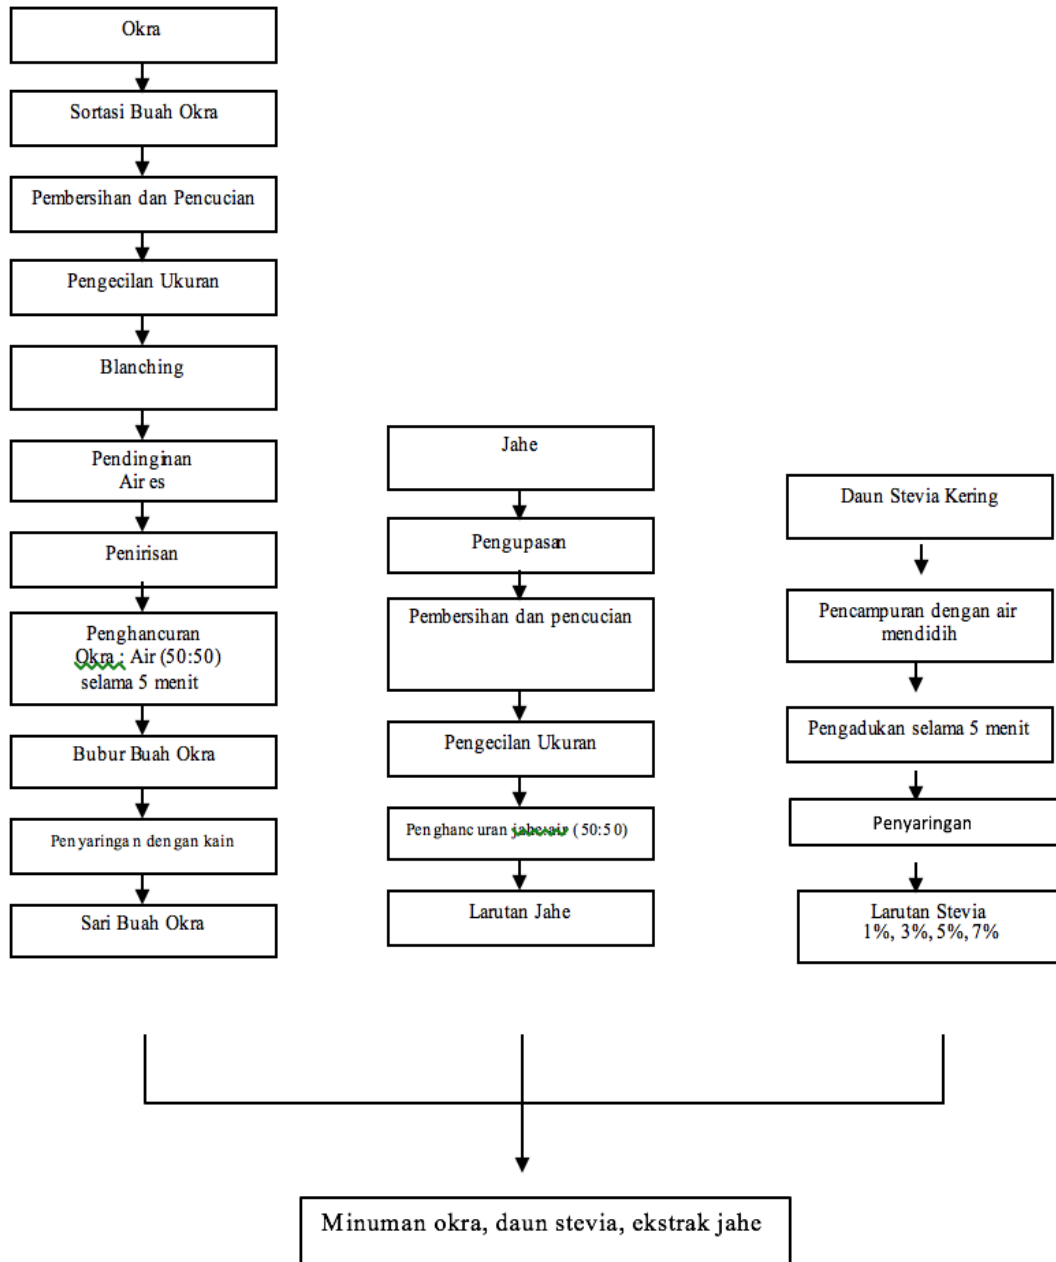 Okra
Sortasi Buah Okra
Pembersihan dan Pencucian
Pengecilan Ukuran
Blanching
Pendinginan
Air es
Penirisan
Penghancuran
Okra : Air (50:50)
selama 5 menit
Bubur Buah Okra
Penyaringan dengan kain
Sari Buah Okra
Jahe
Pengupasan
Pembersihan dan pencucian
Pengecilan Ukuran
Penghancuran jahe:air (50:50)
Larutan Jahe
Daun Stevia Kering
Pencampuran dengan air
mendidih
Pengadukan selama 5 menit
Penyaringan
Larutan Stevia
1%, 3%, 5%, 7%
Minuman okra, daun stevia, ekstrak jahe